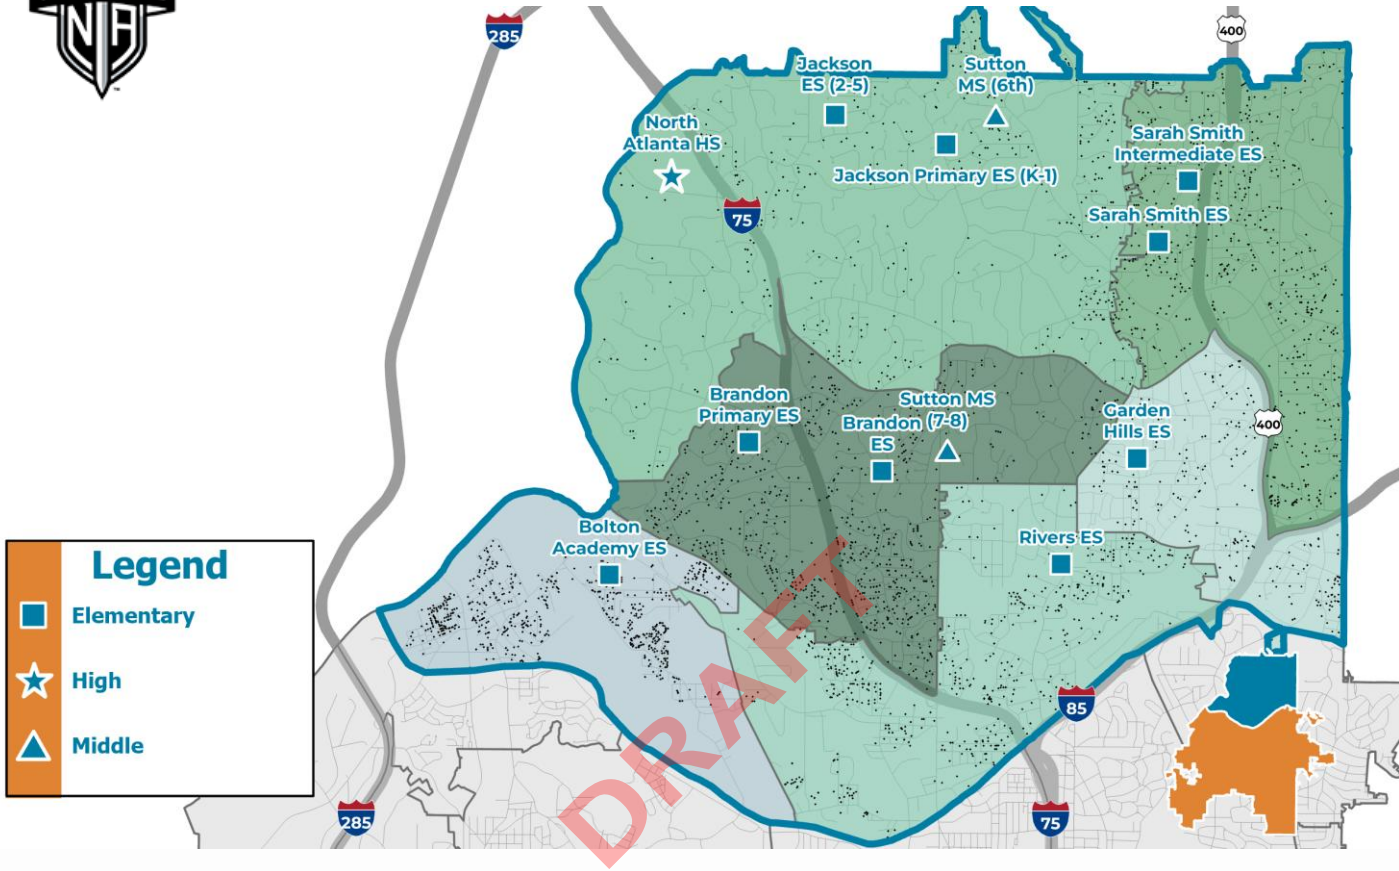 NA
285
400
Jackson
ES (2-5)
Sutton
MS (6th)
North
Atlanta HS
Sarah Smith
Intermediate ES
Jackson Primary ES (K-1)
75
Sarah Smith ES
Brandon
Primary ES
Sutton MS
(7-8)
Brandon
ES
Garden
Hills ES
400
Bolton
Academy ES
Rivers ES
DRAFT
Legend
Elementary
High
Middle
85
285
75